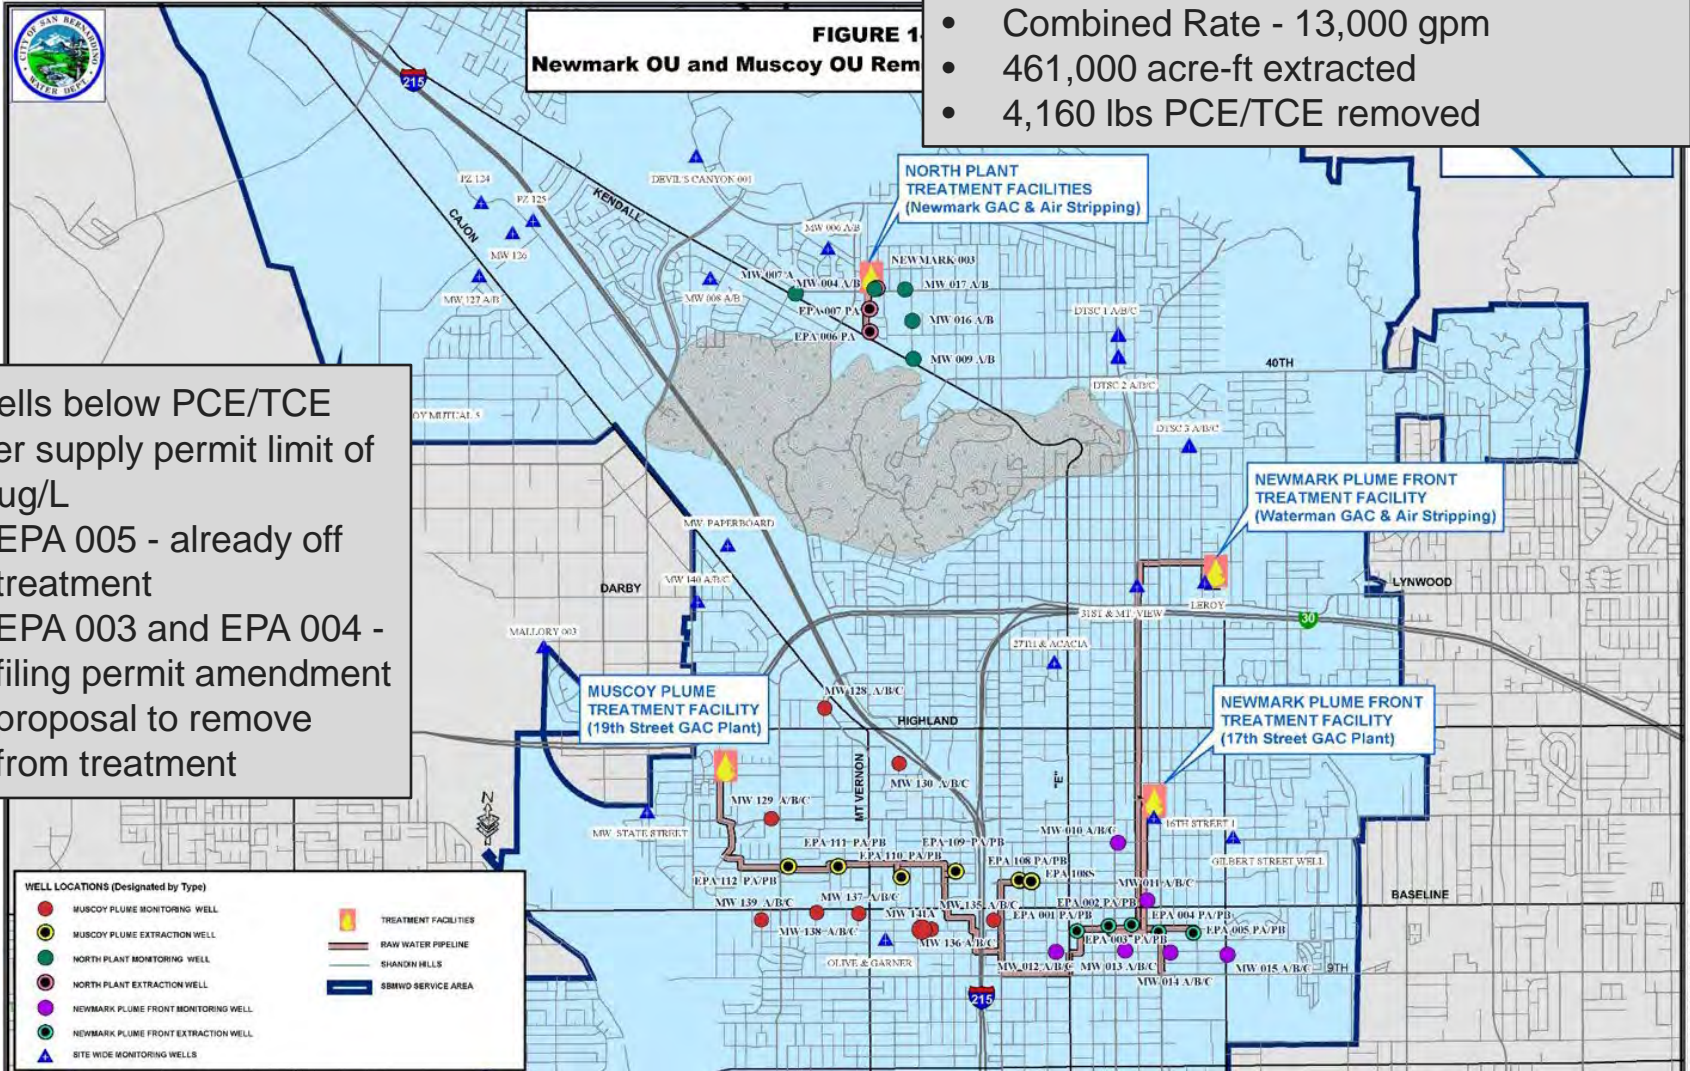 CITY OF SAN BERNARDINO
WATER DEPT.
FIGURE 1-
Newmark OU and Muscoy OU Rem
• Combined Rate - 13,000 gpm
• 461,000 acre-ft extracted
• 4,160 lbs PCE/TCE removed
215
NORTH PLANT
TREATMENT FACILITIES
(Newmark GAC & Air Stripping)
DEVIL'S CANYON 001
PZ 124
PZ 125
KENDALL
CAJON
MW 126
MW 127 A/B
MW 006 A/B
MW 008 A/B
NEWMARK 003
MW 007 A
MW 004 A/B
MW 017 A/B
EPA 007 PA
MW 016 A/B
EPA 006 PA
MW 009 A/B
DTSC 1 A/B/C
DTSC 2 A/B/C
40TH
DTSC 3 A/B/C
OY MUTUAL 5
ells below PCE/TCE
er supply permit limit of
ug/L
EPA 005 - already off
treatment
EPA 003 and EPA 004 -
filing permit amendment
proposal to remove
from treatment
NEWMARK PLUME FRONT
TREATMENT FACILITY
(Waterman GAC & Air Stripping)
MW PAPERBOARD
MW 140 A/B/C
DARBY
LYNWOOD
LEROY
31ST & MT. VIEW
30
MALLORY 003
27TH & ACACIA
MUSCOY PLUME
TREATMENT FACILITY
(19th Street GAC Plant)
MW 128 A/B/C
HIGHLAND
NEWMARK PLUME FRONT
TREATMENT FACILITY
(17th Street GAC Plant)
MT VERNON
"E"
MW 130 A/B/C
MW 129 A/B/C
N
MW STATE STREET
MW 010 A/B/C
16TH STREET 1
GILBERT STREET WELL
EPA 111 PA/PB
EPA 110 PA/PB
EPA 109 PA/PB
EPA 108 PA/PB
EPA 108S
EPA 112 PA/PB
MW 011 A/B/C
BASELINE
MW 139 A/B/C
MW 137 A/B/C
MW 138 A/B/C
MW 141A
MW 135 A/B/C
MW 136 A/B/C
EPA 001 PA/PB
EPA 002 PA/PB
EPA 003 PA/PB
EPA 004 PA/PB
EPA 005 PA/PB
OLIVE & GARNER
MW 012 A/B/C
MW 013 A/B/C
MW 014 A/B/C
MW 015 A/B/C
9TH
215
WELL LOCATIONS (Designated by Type)
MUSCOY PLUME MONITORING WELL
MUSCOY PLUME EXTRACTION WELL
NORTH PLANT MONITORING WELL
NORTH PLANT EXTRACTION WELL
NEWMARK PLUME FRONT MONITORING WELL
NEWMARK PLUME FRONT EXTRACTION WELL
SITE WIDE MONITORING WELLS
TREATMENT FACILITIES
RAW WATER PIPELINE
SHANDIN HILLS
SBMWD SERVICE AREA